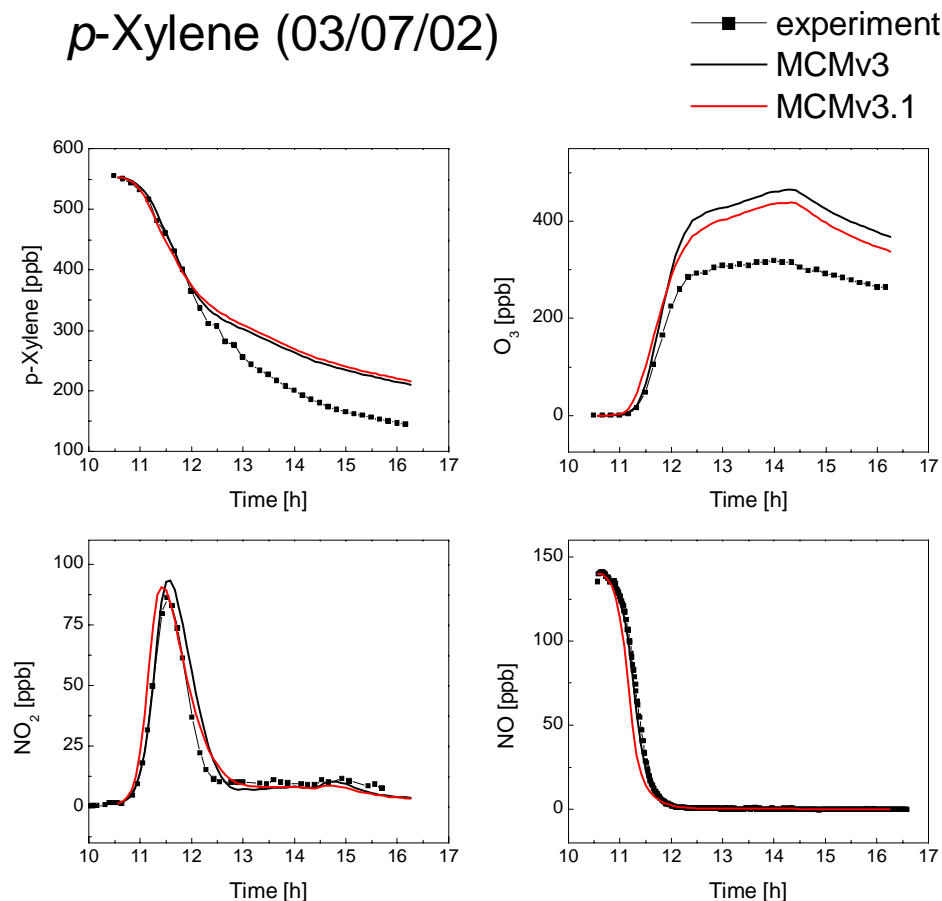 p-Xylene (03/07/02)
experiment
MCMv3
MCMv3.1
600
500
400
300
200
100
p-Xylene [ppb]
10 11 12 13 14 15 16 17
Time [h]
400
200
0
O3 [ppb]
10 11 12 13 14 15 16 17
Time [h]
100
75
50
25
0
NO2 [ppb]
10 11 12 13 14 15 16 17
Time [h]
150
100
50
0
NO [ppb]
10 11 12 13 14 15 16 17
Time [h]